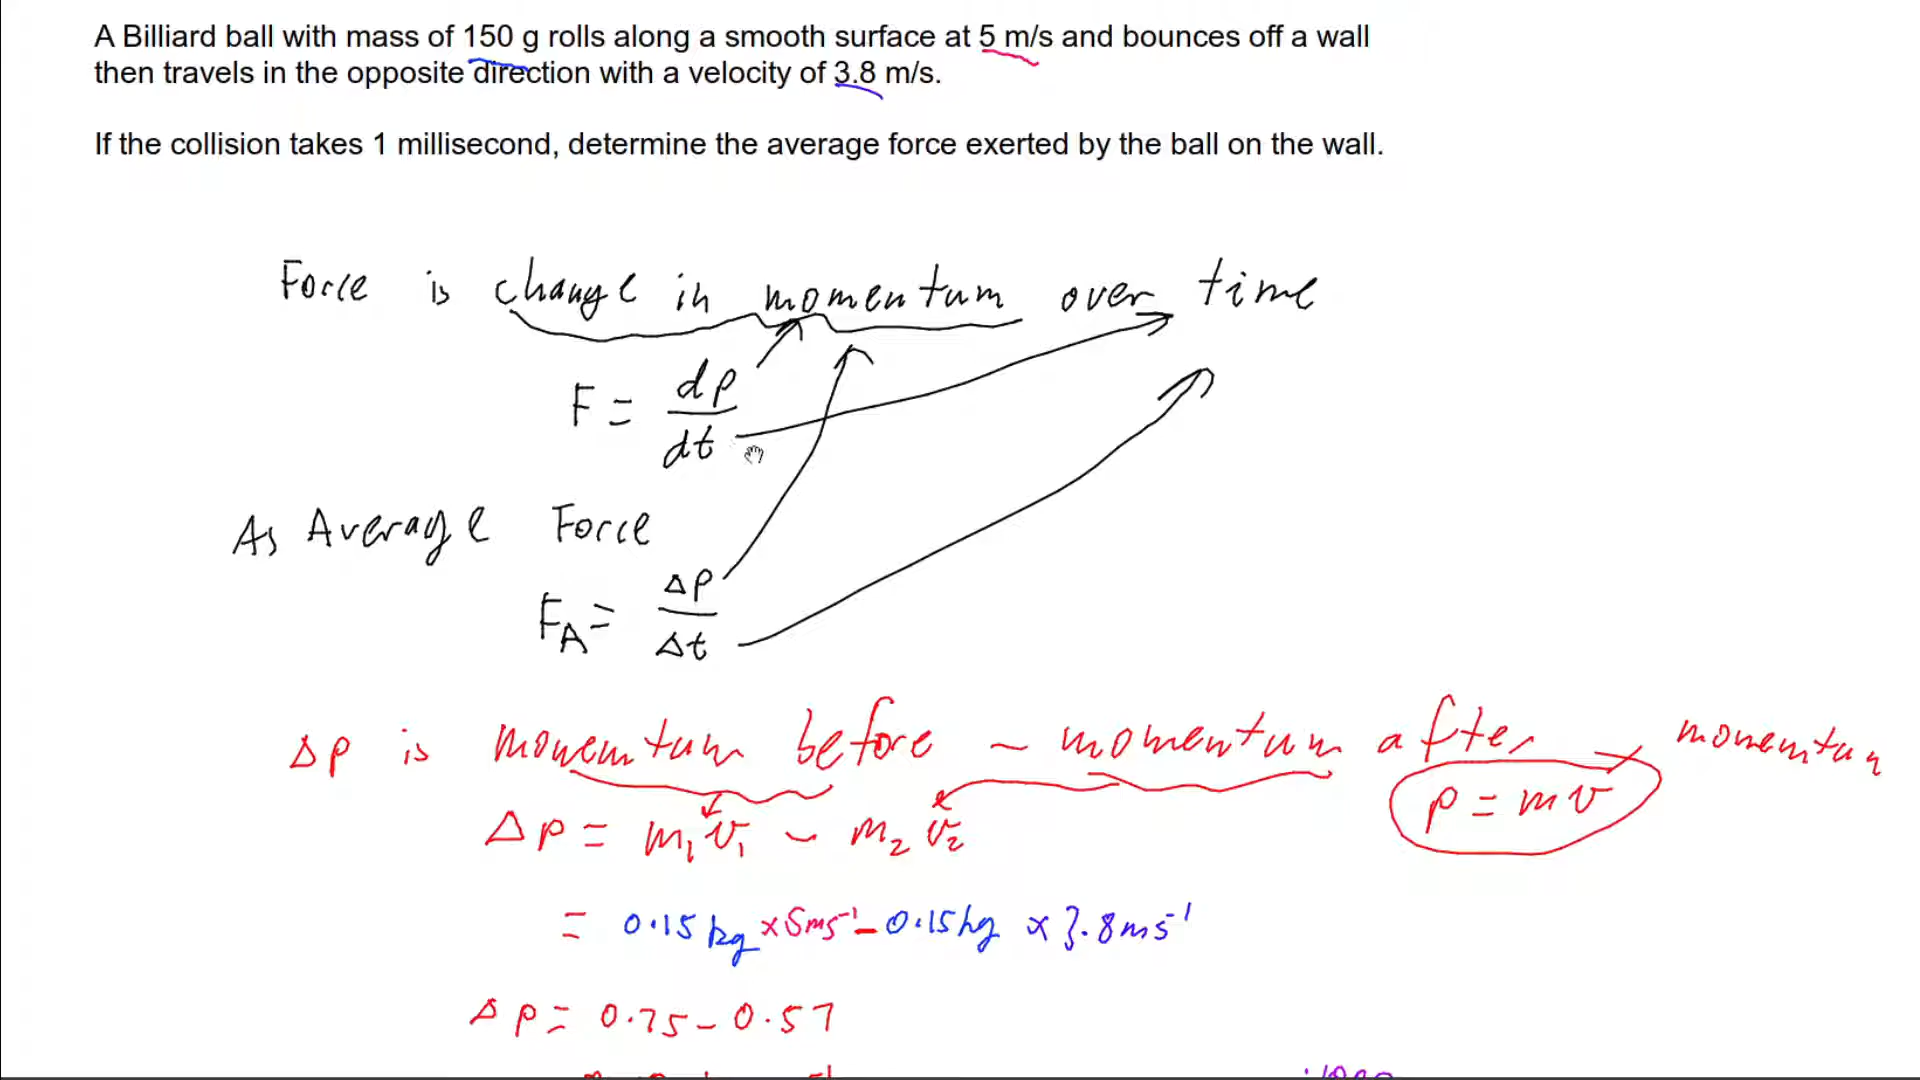 A Billiard ball with mass of 150 g rolls along a smooth surface at 5 m/s and bounces off a wall
then travels in the opposite direction with a velocity of 3.8 m/s.
If the collision takes 1 millisecond, determine the average force exerted by the ball on the wall.
Force is change in momentum over time
F = dp/dt
As Average Force
F_A = Δp/Δt
Δp is momentum before - momentum after
momentum
p = mv
Δp = m₁v₁ - m₂v₂
= 0.15kg × 5ms⁻¹ - 0.15kg × 3.8ms⁻¹
Δp = 0.75 - 0.57